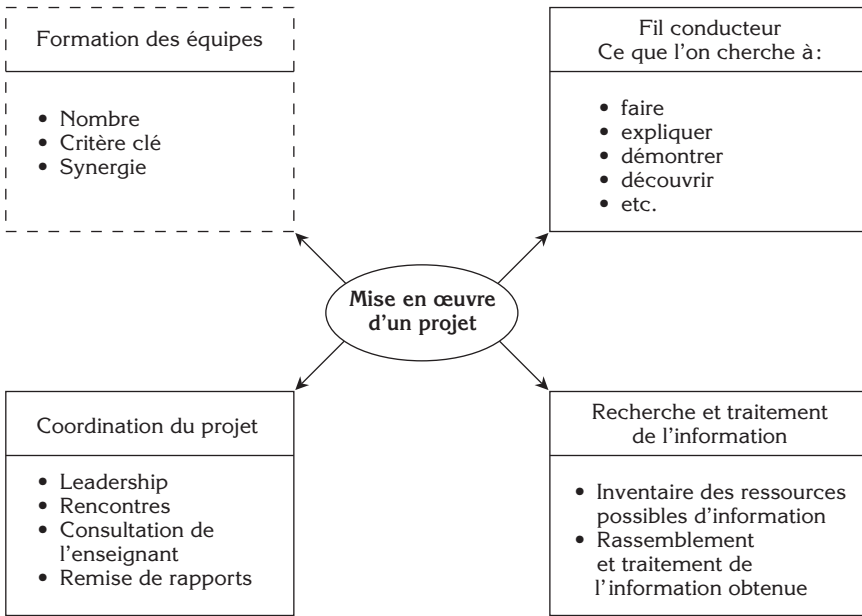 Formation des équipes
• Nombre
• Critère clé
• Synergie
Fil conducteur
Ce que l'on cherche à :
• faire
• expliquer
• démontrer
• découvrir
• etc.
Mise en œuvre
d'un projet
Coordination du projet
• Leadership
• Rencontres
• Consultation de
l'enseignant
• Remise de rapports
Recherche et traitement
de l'information
• Inventaire des ressources
possibles d'information
• Rassemblement
et traitement de
l'information obtenue